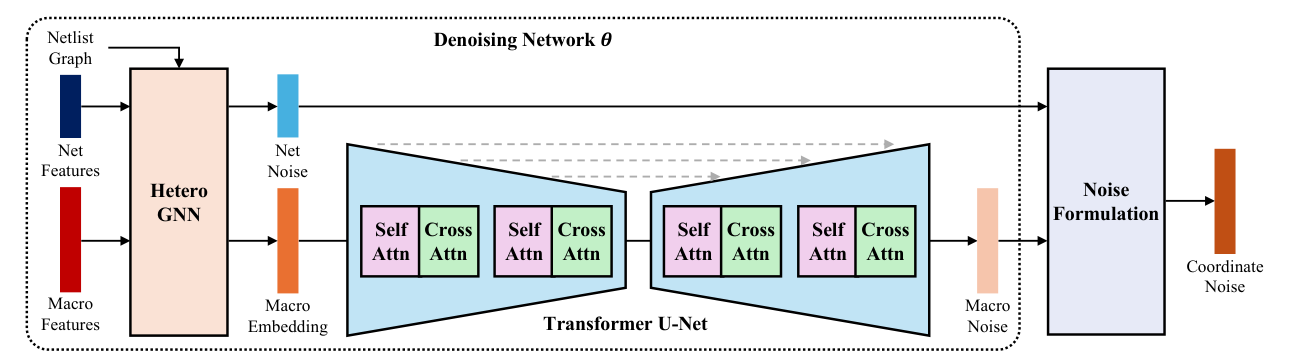 Denoising Network θ
Netlist
Graph
Net
Features
Macro
Features
Hetero
GNN
Net
Noise
Macro
Embedding
Self
Attn
Cross
Attn
Self
Attn
Cross
Attn
Self
Attn
Cross
Attn
Self
Attn
Cross
Attn
Transformer U-Net
Macro
Noise
Noise
Formulation
Coordinate
Noise